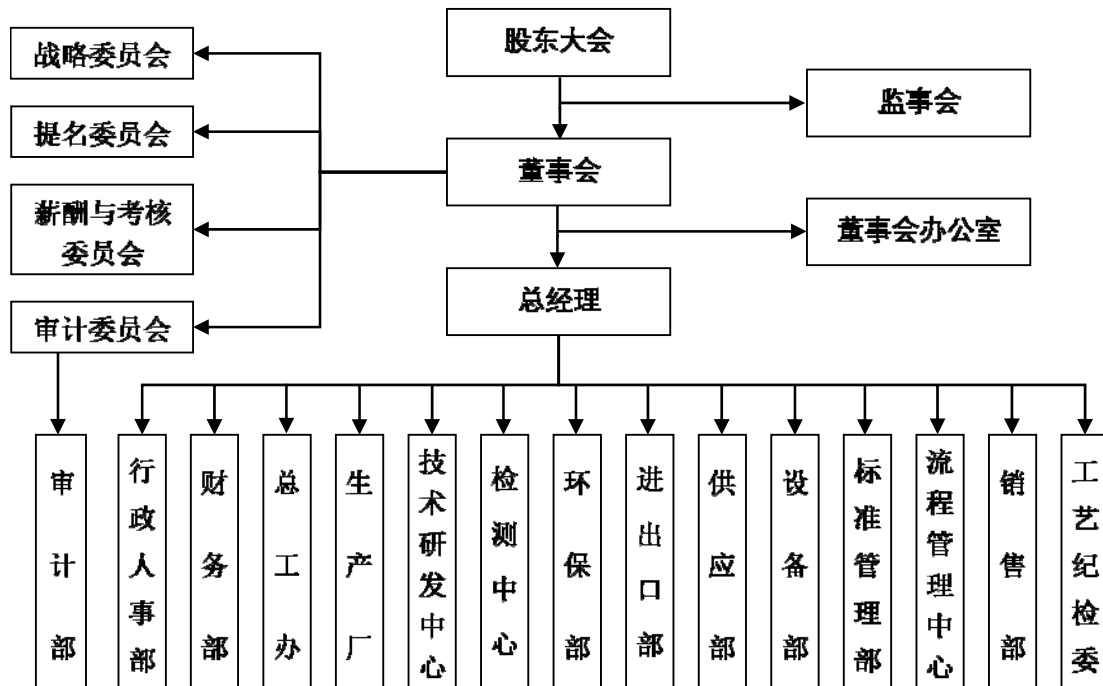 股东大会
战略委员会
监事会
提名委员会
董事会
薪酬与考核
委员会
董事会办公室
总经理
审计委员会
审计部
行政人事部
财务部
总工办
生产厂
技术研发中心
检测中心
环保部
进出口部
供应部
设备部
标准管理部
流程管理中心
销售部
工艺纪检委